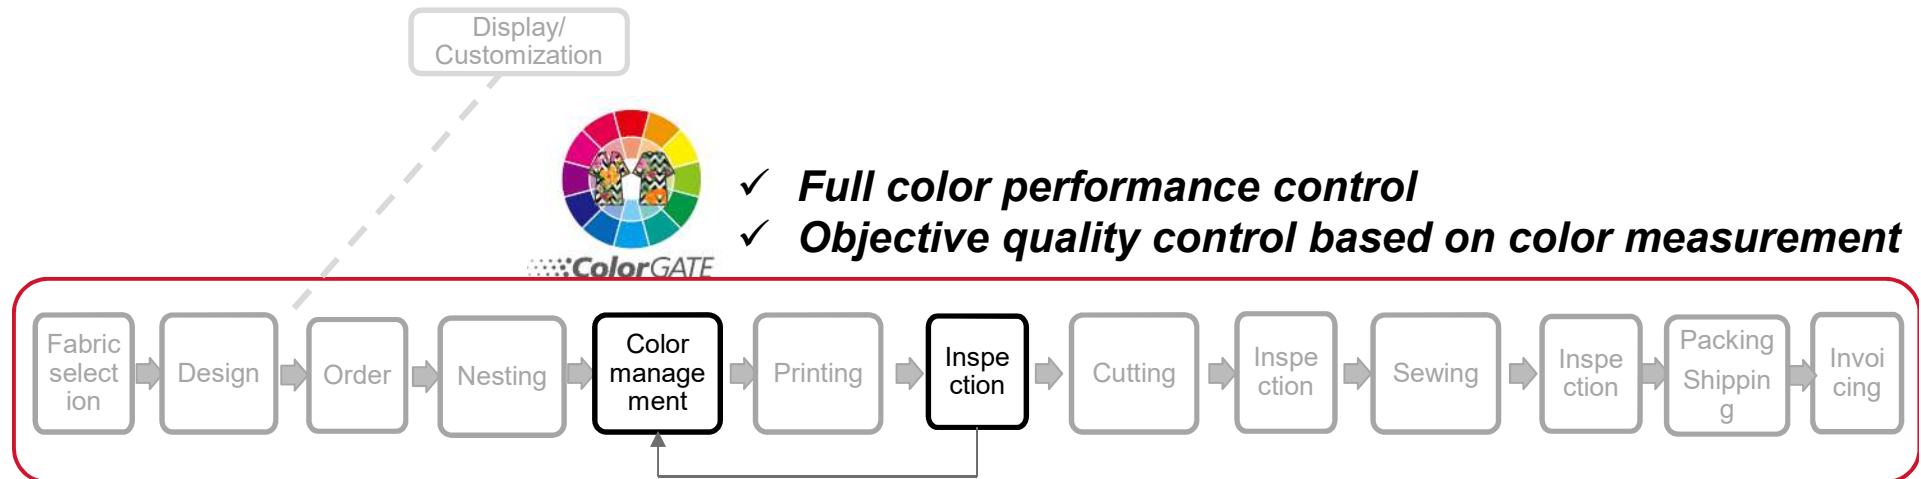 Display/
Customization
✓ Full color performance control
✓ Objective quality control based on color measurement
ColorGATE
Fabric
select
ion
Design
Order
Nesting
Color
manage
ment
Printing
Inspe
ction
Cutting
Inspe
ction
Sewing
Inspe
ction
Packing
Shippin
g
Invoi
cing